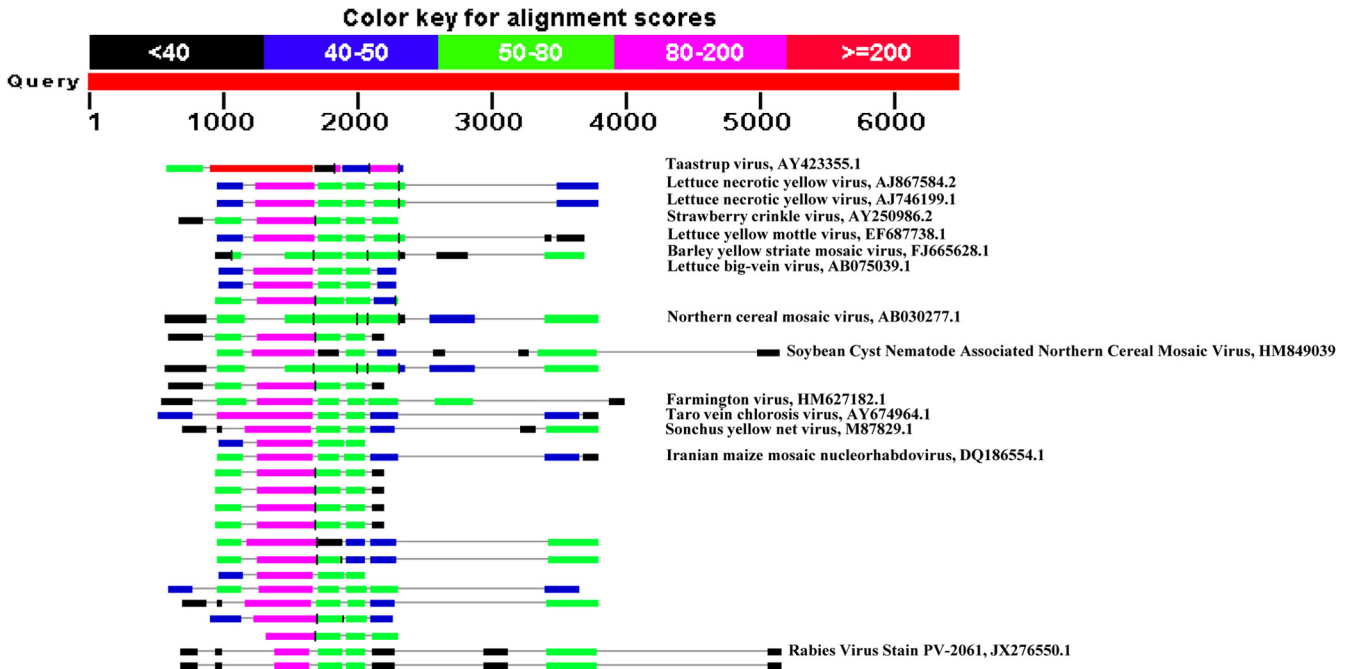 Color key for alignment scores
<40 40-50 50-80 80-200 >=200
Query
1 1000 2000 3000 4000 5000 6000
Taastrup virus, AY423355.1
Lettuce necrotic yellow virus, AJ867584.2
Lettuce necrotic yellow virus, AJ746199.1
Strawberry crinkle virus, AY250986.2
Lettuce yellow mottle virus, EF687738.1
Barley yellow striate mosaic virus, FJ665628.1
Lettuce big-vein virus, AB075039.1
Northern cereal mosaic virus, AB030277.1
Soybean Cyst Nematode Associated Northern Cereal Mosaic Virus, HM849039
Farmington virus, HM627182.1
Taro vein chlorosis virus, AY674964.1
Sonchus yellow net virus, M87829.1
Iranian maize mosaic nucleorhabdovirus, DQ186554.1
Rabies Virus Stain PV-2061, JX276550.1